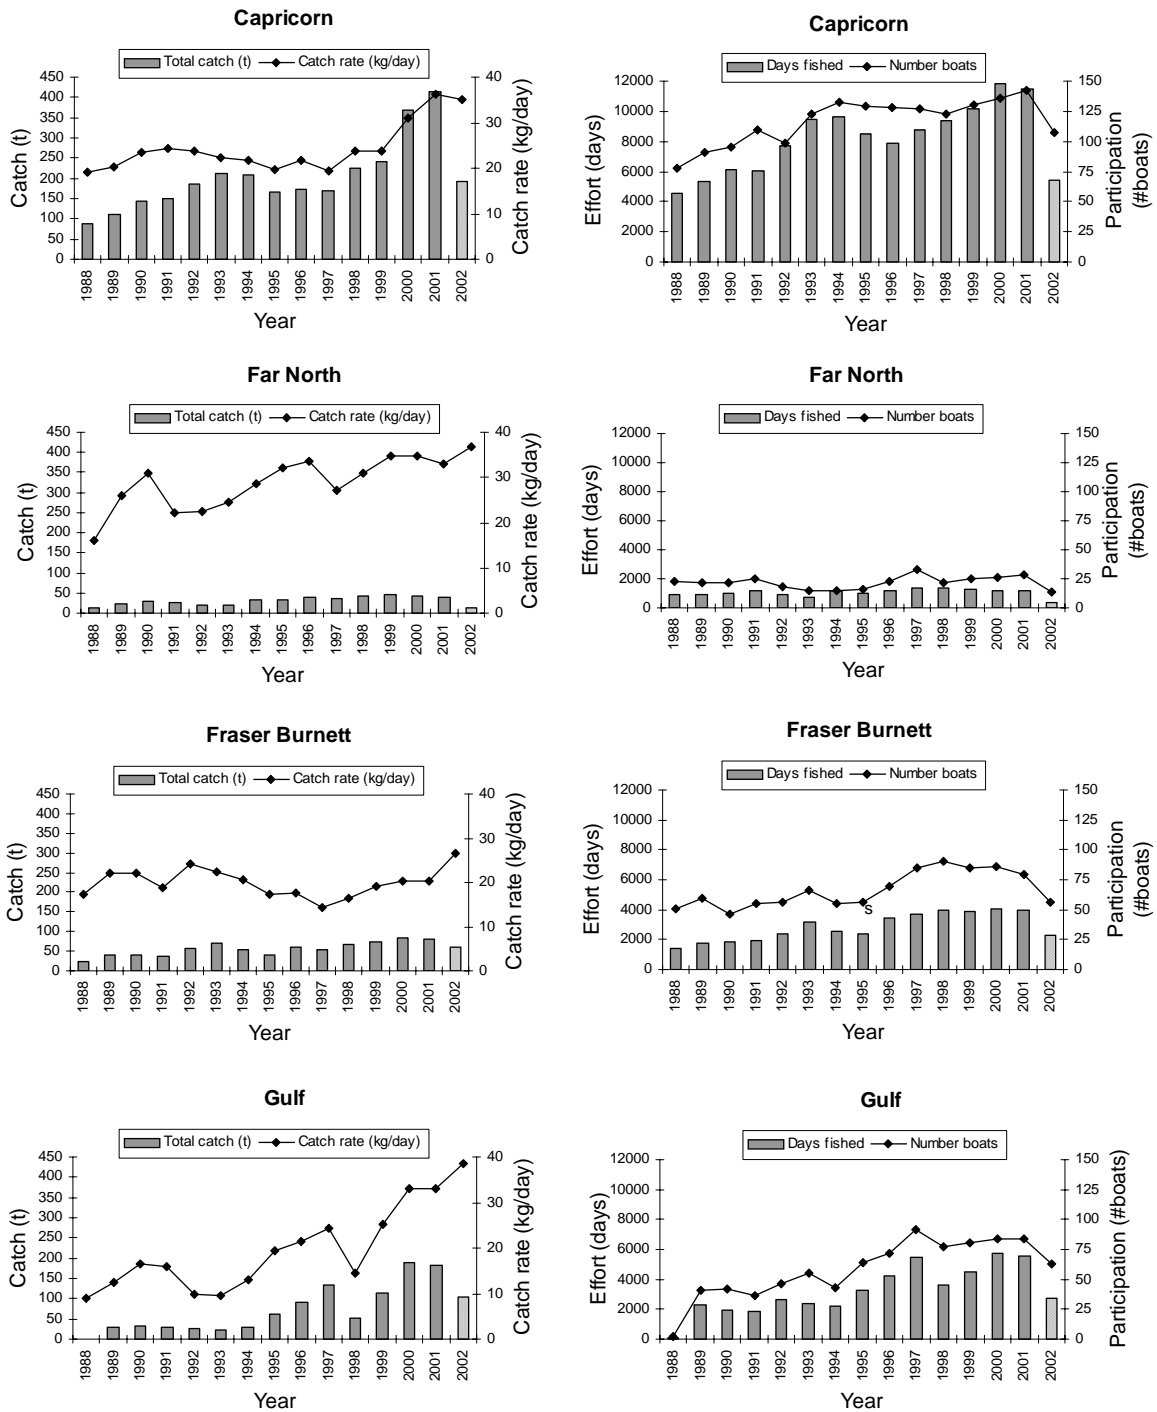 Capricorn
Total catch (t) Catch rate (kg/day)
Catch (t)
450
400
350
300
250
200
150
100
50
0
40
30
20
10
0
Catch rate (kg/day)
1988 1989 1990 1991 1992 1993 1994 1995 1996 1997 1998 1999 2000 2001 2002
Year
Capricorn
Days fished Number boats
Effort (days)
12000
10000
8000
6000
4000
2000
0
150
125
100
75
50
25
0
Participation
(#boats)
1988 1989 1990 1991 1992 1993 1994 1995 1996 1997 1998 1999 2000 2001 2002
Year
Far North
Total catch (t) Catch rate (kg/day)
Catch (t)
450
400
350
300
250
200
150
100
50
0
40
30
20
10
0
Catch rate (kg/day)
1988 1989 1990 1991 1992 1993 1994 1995 1996 1997 1998 1999 2000 2001 2002
Year
Far North
Days fished Number boats
Effort (days)
12000
10000
8000
6000
4000
2000
0
150
125
100
75
50
25
0
Participation
(#boats)
1988 1989 1990 1991 1992 1993 1994 1995 1996 1997 1998 1999 2000 2001 2002
Year
Fraser Burnett
Total catch (t) Catch rate (kg/day)
Catch (t)
450
400
350
300
250
200
150
100
50
0
40
30
20
10
0
Catch rate (kg/day)
1988 1989 1990 1991 1992 1993 1994 1995 1996 1997 1998 1999 2000 2001 2002
Year
Fraser Burnett
Days fished Number boats
Effort (days)
12000
10000
8000
6000
4000
2000
0
s
150
125
100
75
50
25
0
Participation
(#boats)
1988 1989 1990 1991 1992 1993 1994 1995 1996 1997 1998 1999 2000 2001 2002
Year
Gulf
Total catch (t) Catch rate (kg/day)
Catch (t)
450
400
350
300
250
200
150
100
50
0
40
30
20
10
0
Catch rate (kg/day)
1988 1989 1990 1991 1992 1993 1994 1995 1996 1997 1998 1999 2000 2001 2002
Year
Gulf
Days fished Number boats
Effort (days)
12000
10000
8000
6000
4000
2000
0
150
125
100
75
50
25
0
Participation (#boats)
1988 1989 1990 1991 1992 1993 1994 1995 1996 1997 1998 1999 2000 2001 2002
Year